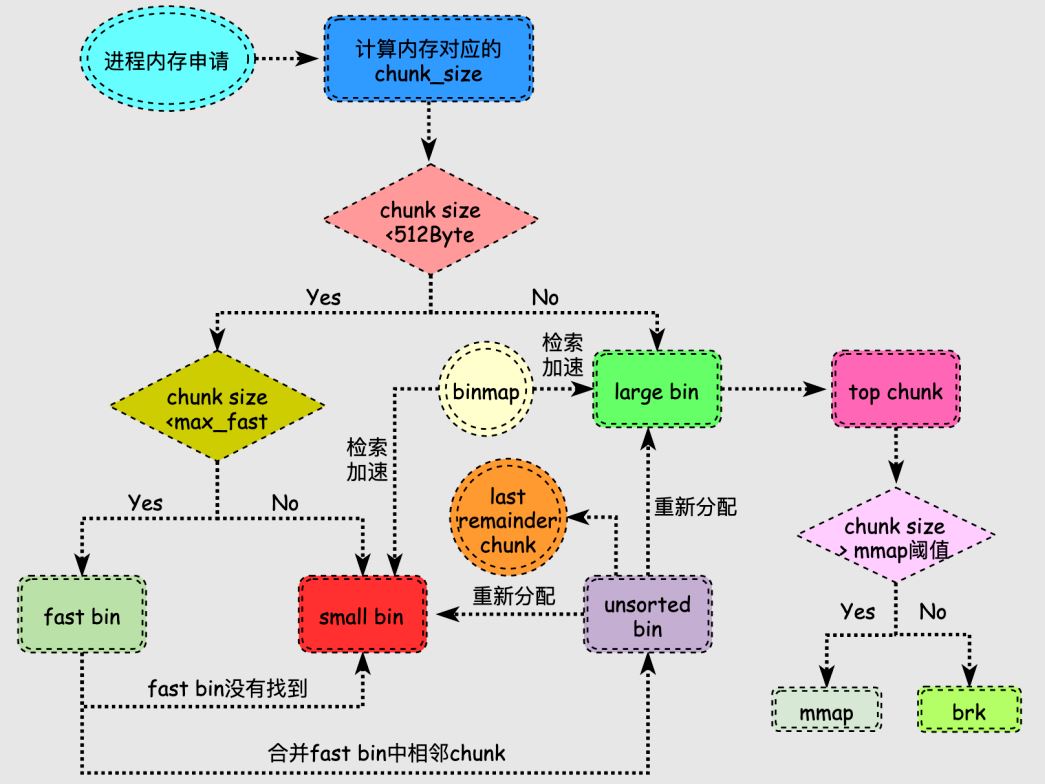 进程内存申请
计算内存对应的
chunk_size
chunk size
<512Byte
Yes
No
chunk size
<max_fast
binmap
检索
加速
large bin
top chunk
检索
加速
Yes
No
last
remainder
chunk
重新分配
chunk size
> mmap阈值
fast bin
small bin
重新分配
unsorted
bin
Yes
No
fast bin没有找到
mmap
brk
合并fast bin中相邻chunk